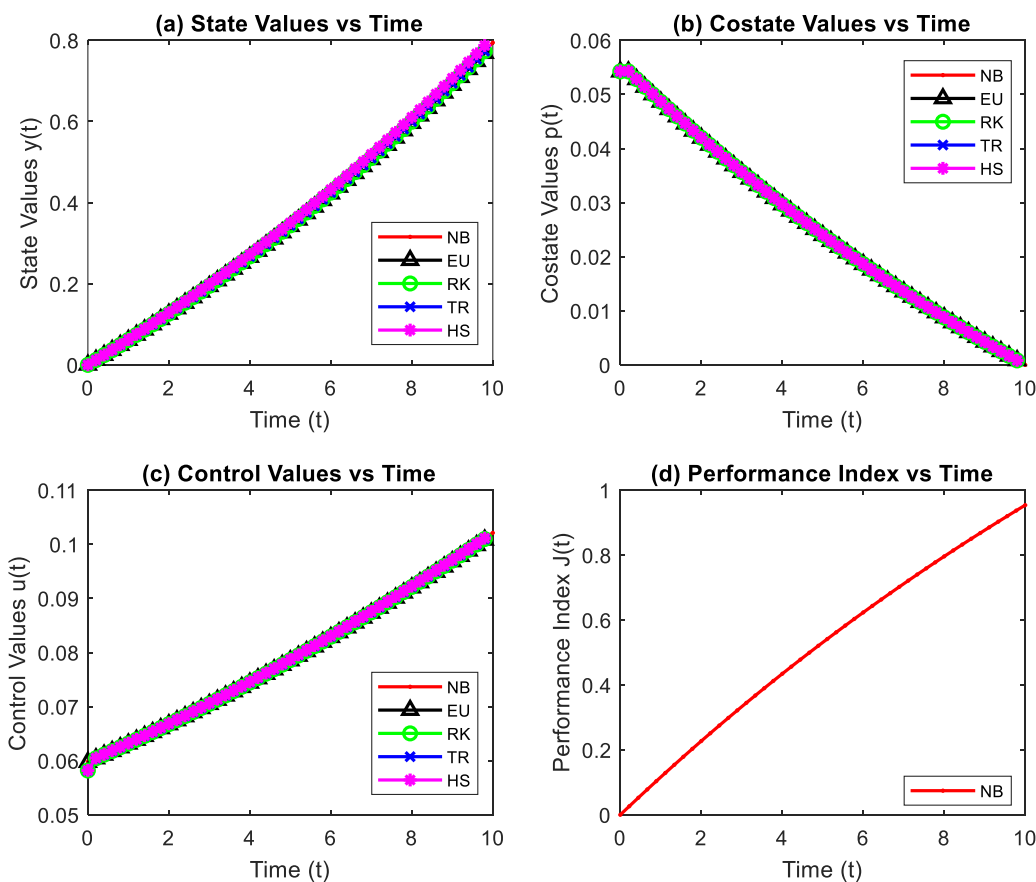 (a) State Values vs Time
State Values y(t)
0.8
0.6
0.4
0.2
0
0 2 4 6 8 10
Time (t)
NB
EU
RK
TR
HS
(b) Costate Values vs Time
Costate Values p(t)
0.06
0.05
0.04
0.03
0.02
0.01
0
0 2 4 6 8 10
Time (t)
NB
EU
RK
TR
HS
(c) Control Values vs Time
Control Values u(t)
0.11
0.1
0.09
0.08
0.07
0.06
0.05
0 2 4 6 8 10
Time (t)
NB
EU
RK
TR
HS
(d) Performance Index vs Time
Performance Index J(t)
1
0.8
0.6
0.4
0.2
0
0 2 4 6 8 10
Time (t)
NB